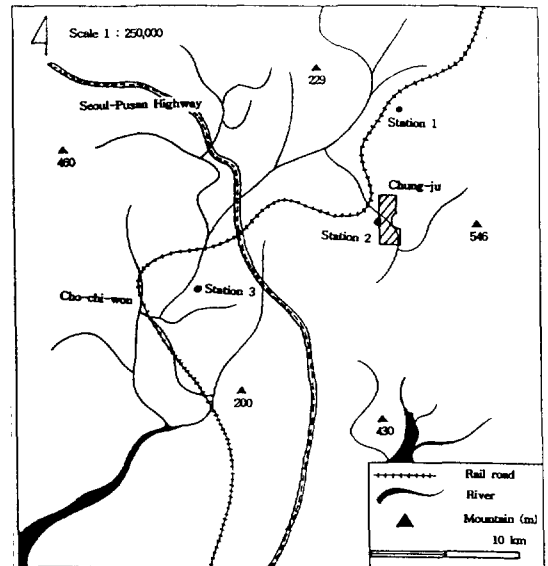 Scale 1 : 250,000
229
Seoul-Pusan Highway
Station 1
460
Chung-ju
Station 2
546
Cho-chi-won
Station 3
200
430
Rail road
River
Mountain (m)
10 km